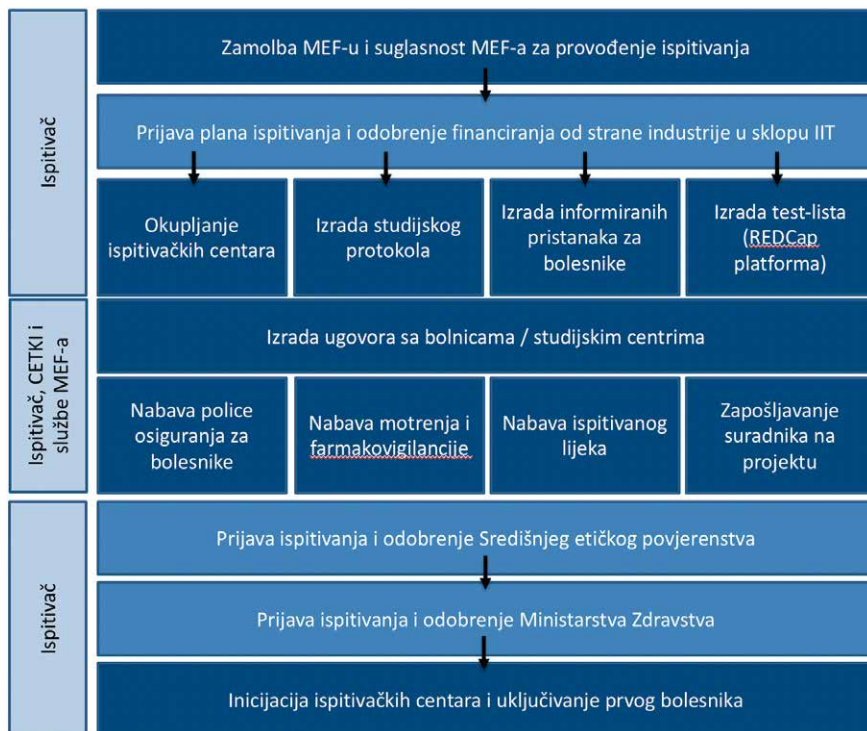 Ispitivač
Zamolba MEF-u i suglasnost MEF-a za provođenje ispitivanja
Prijava plana ispitivanja i odobrenje financiranja od strane industrije u sklopu IIT
Okupljanje
ispitivačkih centara
Izrada studijskog
protokola
Izrada informiranih
pristanaka za
bolesnike
Izrada test-lista
(REDCap
platforma)
Ispitivač, CETKI i
službe MEF-a
Izrada ugovora sa bolnicama / studijskim centrima
Nabava police
osiguranja za
bolesnike
Nabava motrenja i
farmakovigilancije
Nabava ispitivanog
lijeka
Zapošljavanje
suradnika na
projektu
Ispitivač
Prijava ispitivanja i odobrenje Središnjeg etičkog povjerenstva
Prijava ispitivanja i odobrenje Ministarstva Zdravstva
Inicijacija ispitivačkih centara i uključivanje prvog bolesnika